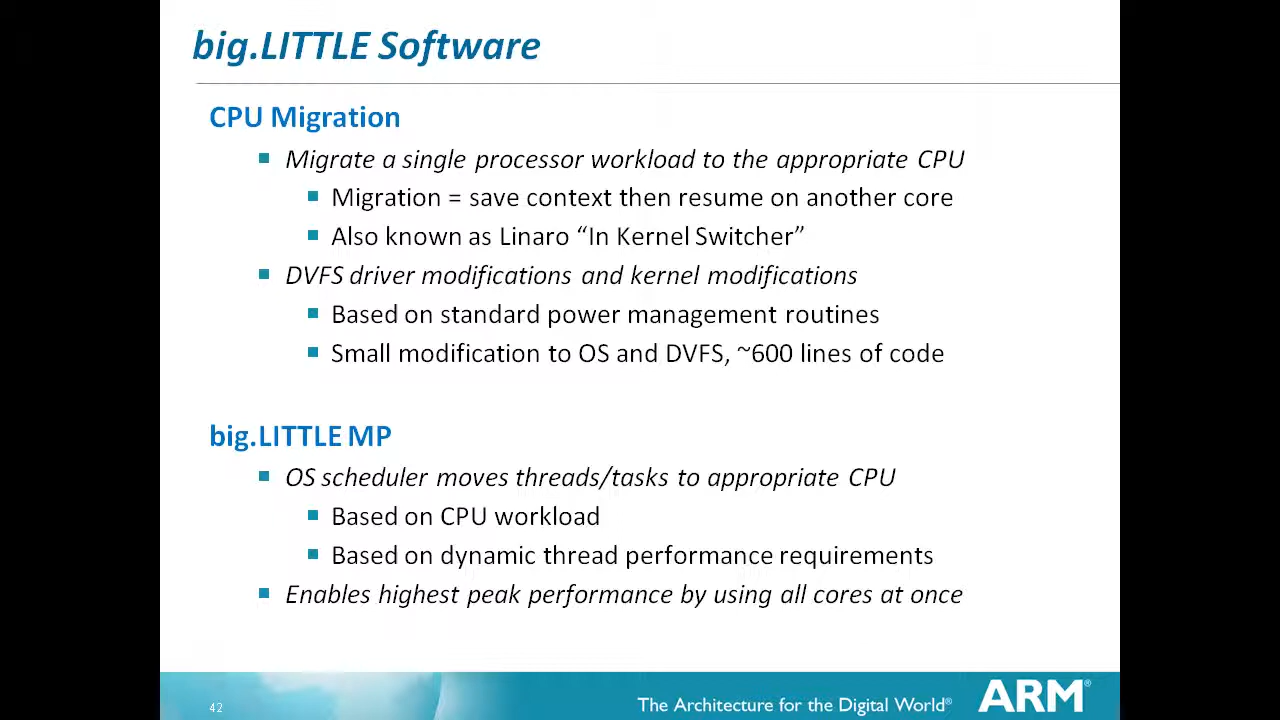 big.LITTLE Software
CPU Migration
Migrate a single processor workload to the appropriate CPU
Migration = save context then resume on another core
Also known as Linaro “In Kernel Switcher”
DVFS driver modifications and kernel modifications
Based on standard power management routines
Small modification to OS and DVFS, ~600 lines of code
big.LITTLE MP
OS scheduler moves threads/tasks to appropriate CPU
Based on CPU workload
Based on dynamic thread performance requirements
Enables highest peak performance by using all cores at once
42
The Architecture for the Digital World®
ARM®